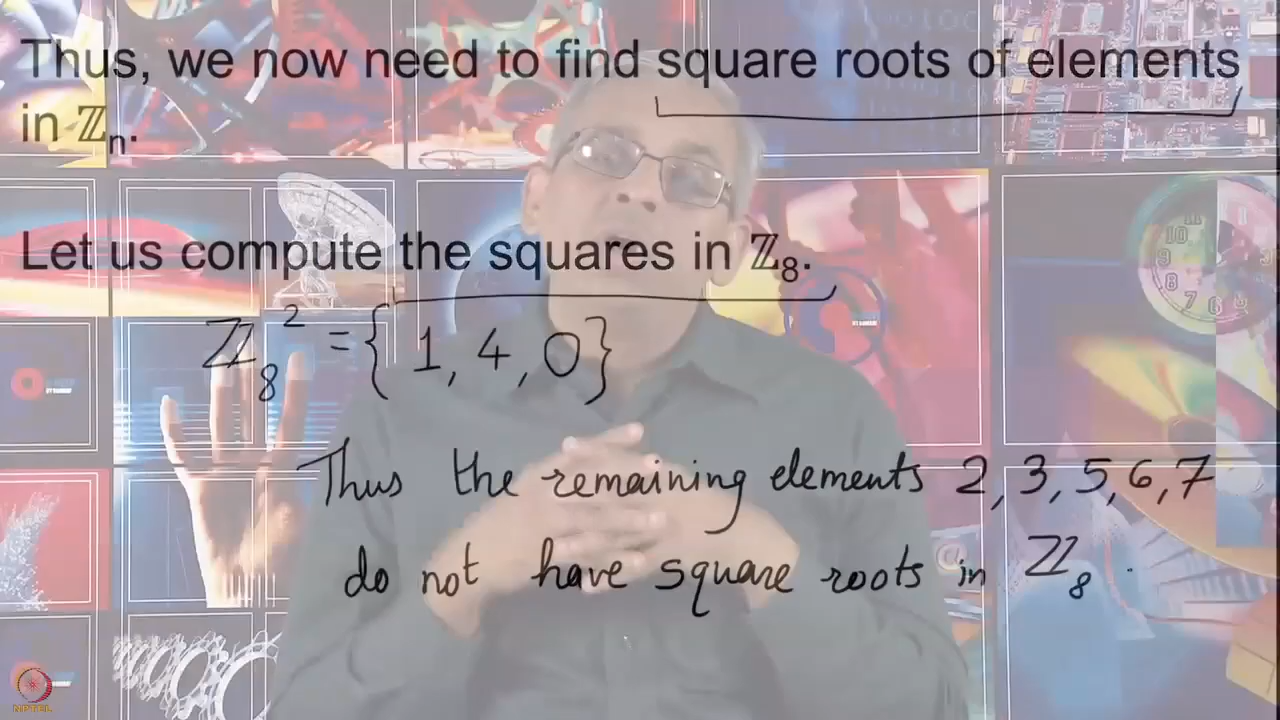 Thus, we now need to find square roots of elements
in ℤₙ.
Let us compute the squares in ℤ₈.
ℤ₈² = { 1, 4, 0 }
Thus the remaining elements 2, 3, 5, 6, 7
do not have square roots in ℤ₈.
NPTEL